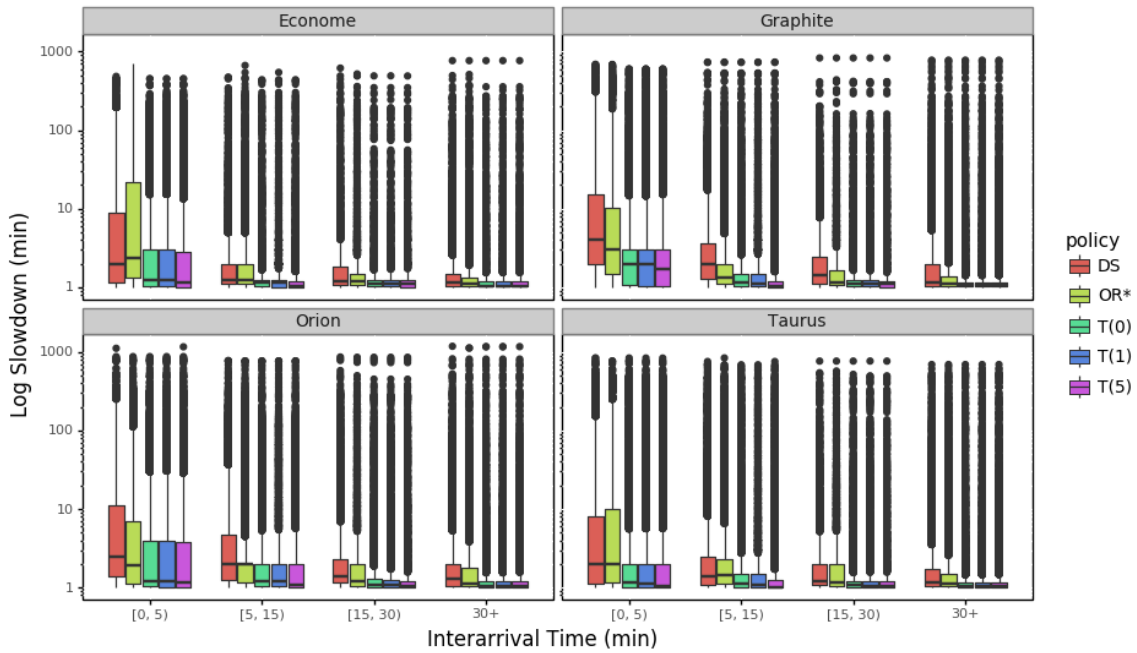 Econome
Graphite
1000
100
10
1
Orion
Taurus
1000
100
10
1
[0, 5)
[5, 15)
[15, 30)
30+
[0, 5)
[5, 15)
[15, 30)
30+
Interarrival Time (min)
Log Slowdown (min)
policy
DS
OR*
T(0)
T(1)
T(5)